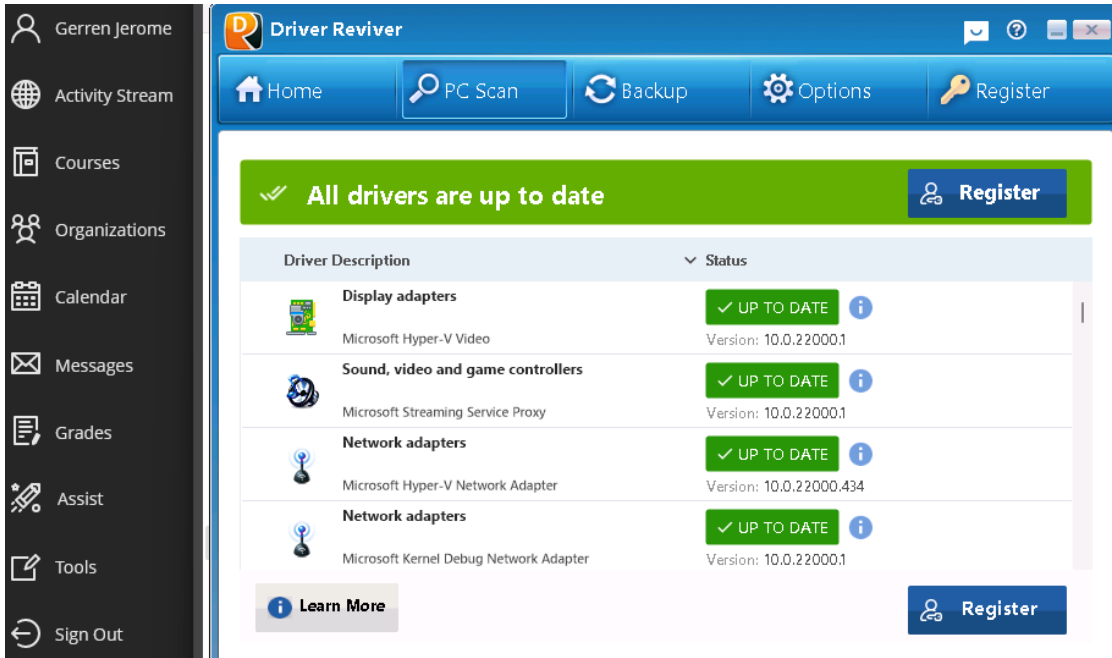 Gerren Jerome
Activity Stream
Courses
Organizations
Calendar
Messages
Grades
Assist
Tools
Sign Out
Driver Reviver
Home
PC Scan
Backup
Options
Register
All drivers are up to date
Register
Driver Description
Status
Display adapters
UP TO DATE
Microsoft Hyper-V Video
Version: 10.0.22000.1
Sound, video and game controllers
UP TO DATE
Microsoft Streaming Service Proxy
Version: 10.0.22000.1
Network adapters
UP TO DATE
Microsoft Hyper-V Network Adapter
Version: 10.0.22000.434
Network adapters
UP TO DATE
Microsoft Kernel Debug Network Adapter
Version: 10.0.22000.1
Learn More
Register